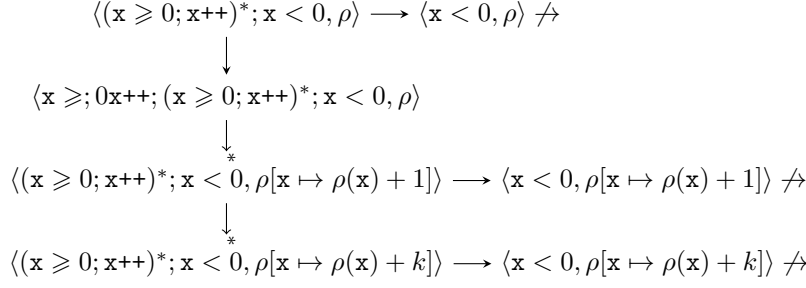 ⟨(x ⩾ 0; x++)*; x < 0, ρ⟩ ⟶ ⟨x < 0, ρ⟩ ↛
↓
⟨x ⩾; 0x++; (x ⩾ 0; x++)*; x < 0, ρ⟩
↓*
⟨(x ⩾ 0; x++)*; x < 0, ρ[x ↦ ρ(x) + 1]⟩ ⟶ ⟨x < 0, ρ[x ↦ ρ(x) + 1]⟩ ↛
↓*
⟨(x ⩾ 0; x++)*; x < 0, ρ[x ↦ ρ(x) + k]⟩ ⟶ ⟨x < 0, ρ[x ↦ ρ(x) + k]⟩ ↛